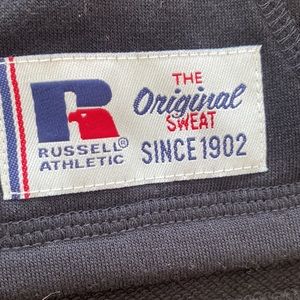 THE
Original
SWEAT
SINCE 1902
R
RUSSELL®
ATHLETIC